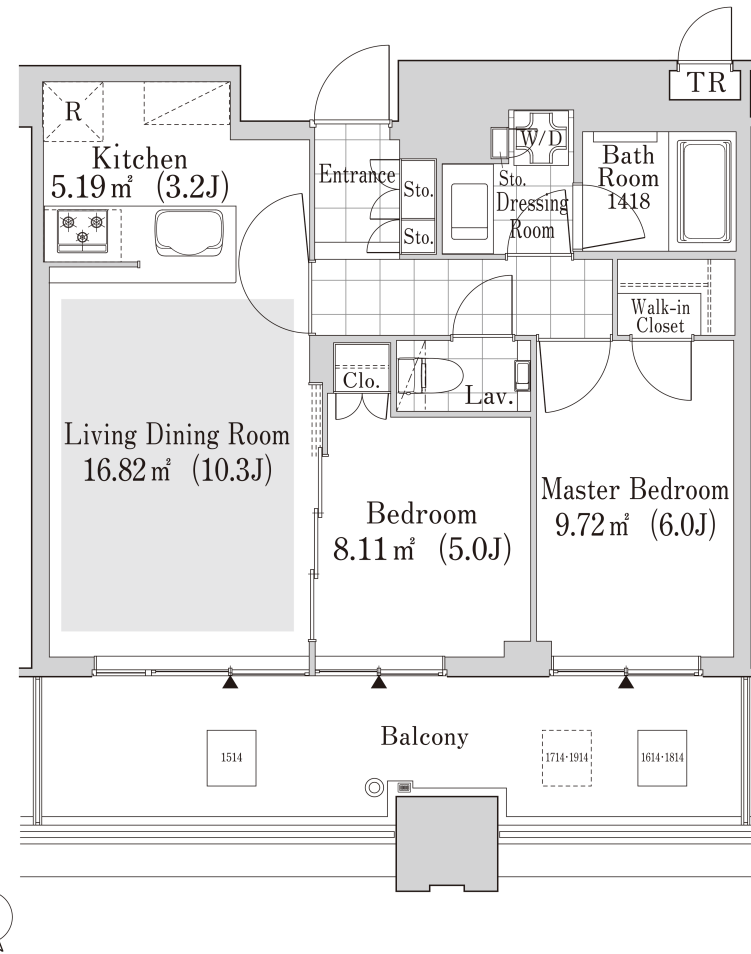 TR
R
Kitchen
5.19㎡ (3.2J)
Entrance
Sto.
Sto.
W/D
Sto.
Dressing
Room
Bath
Room
1418
Walk-in
Closet
Clo.
Lav.
Living Dining Room
16.82㎡ (10.3J)
Bedroom
8.11㎡ (5.0J)
Master Bedroom
9.72㎡ (6.0J)
Balcony
1514
1714・1914
1614・1814